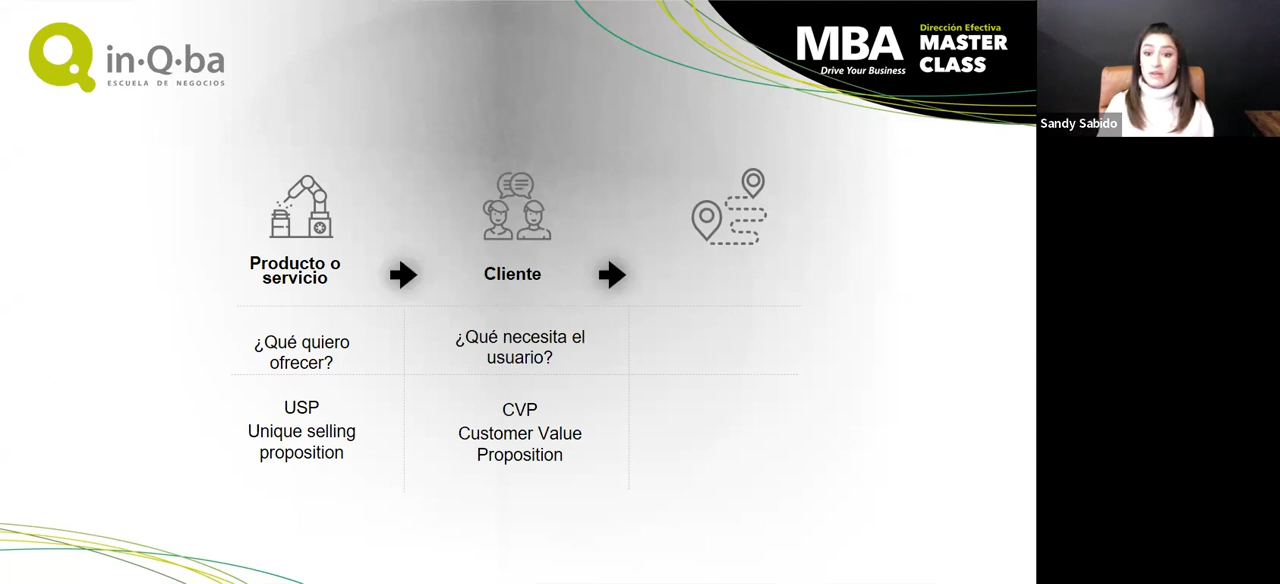 in·Q·ba
ESCUELA DE NEGOCIOS
MBA
Drive Your Business
Dirección Efectiva
MASTER
CLASS
Sandy Sabido
Producto o
servicio
Cliente
¿Qué quiero
ofrecer?
¿Qué necesita el
usuario?
USP
Unique selling
proposition
CVP
Customer Value
Proposition